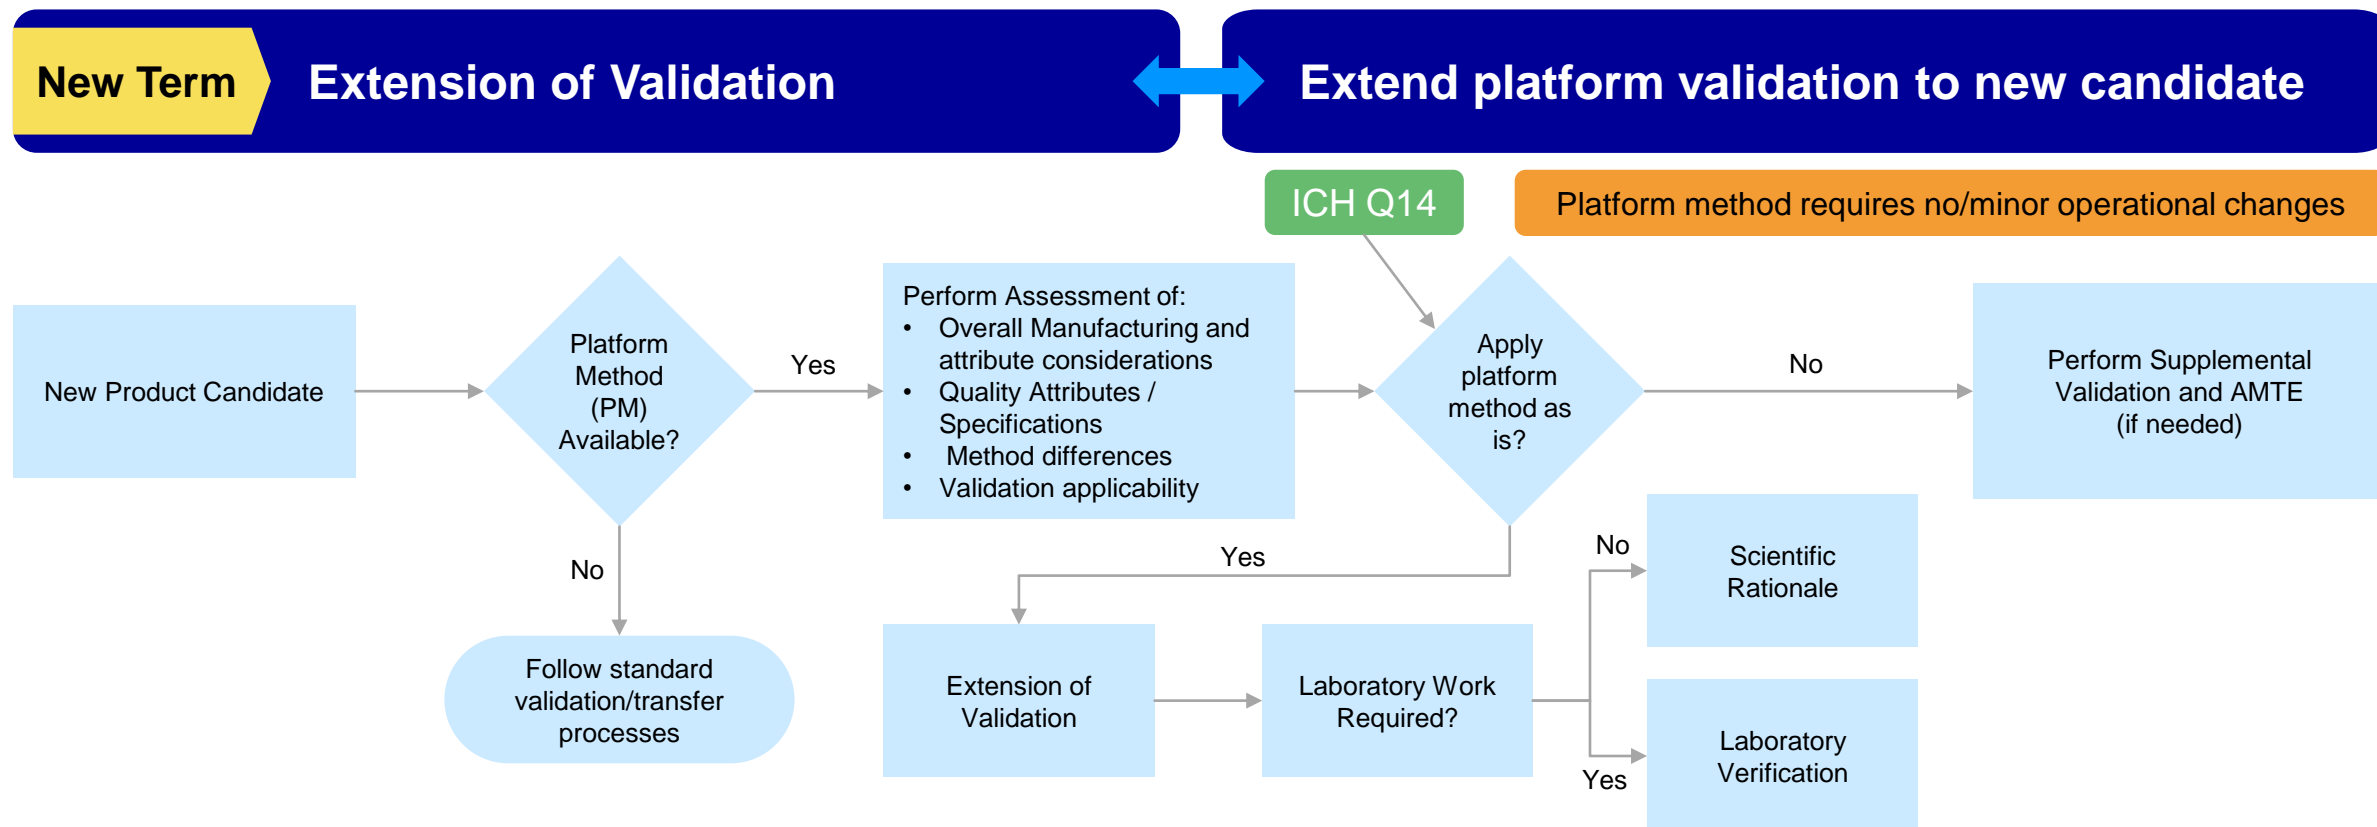 New Term
Extension of Validation
Extend platform validation to new candidate
ICH Q14
Platform method requires no/minor operational changes
New Product Candidate
Platform
Method
(PM)
Available?
Yes
Perform Assessment of:
• Overall Manufacturing and
attribute considerations
• Quality Attributes /
Specifications
• Method differences
• Validation applicability
Apply
platform
method as
is?
No
Perform Supplemental
Validation and AMTE
(if needed)
No
Follow standard
validation/transfer
processes
Yes
Extension of
Validation
Laboratory Work
Required?
No
Scientific
Rationale
Yes
Laboratory
Verification